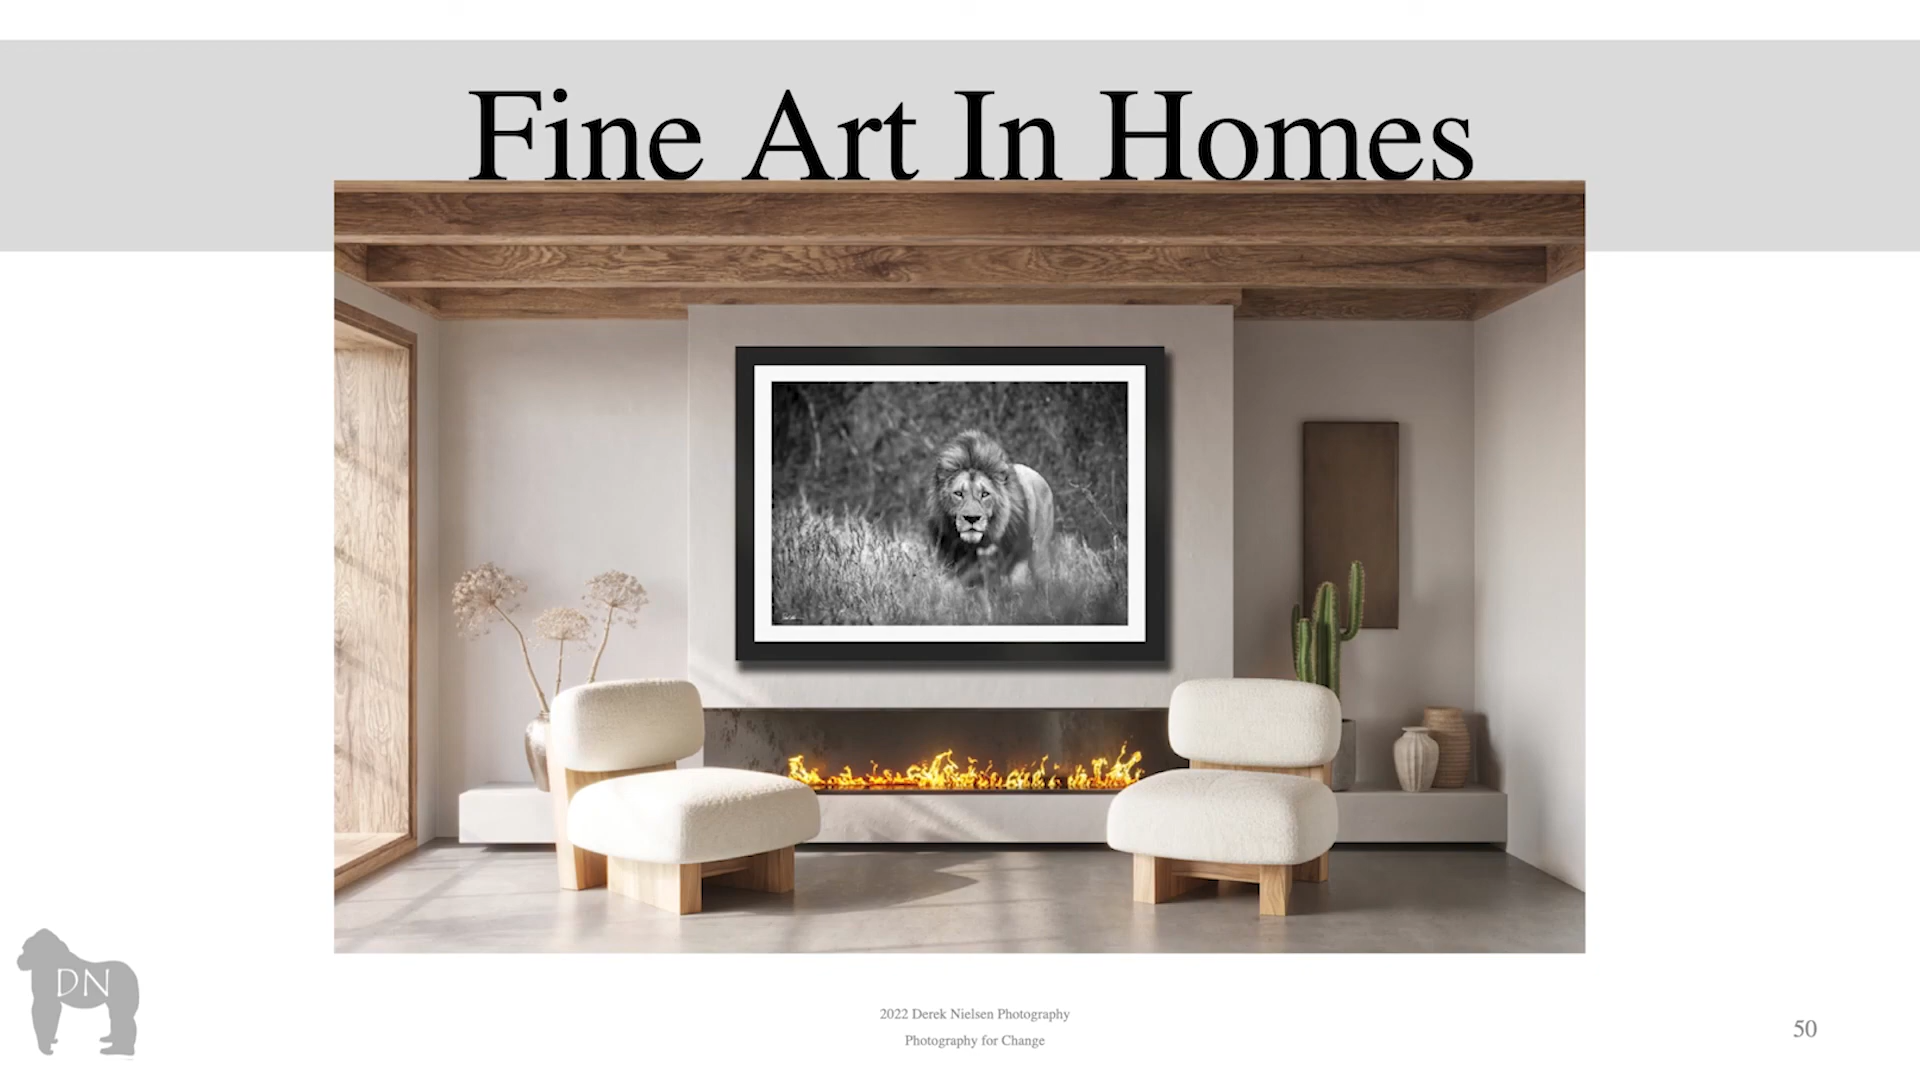 Fine Art In Homes
DN
2022 Derek Nielsen Photography
Photography for Change
50